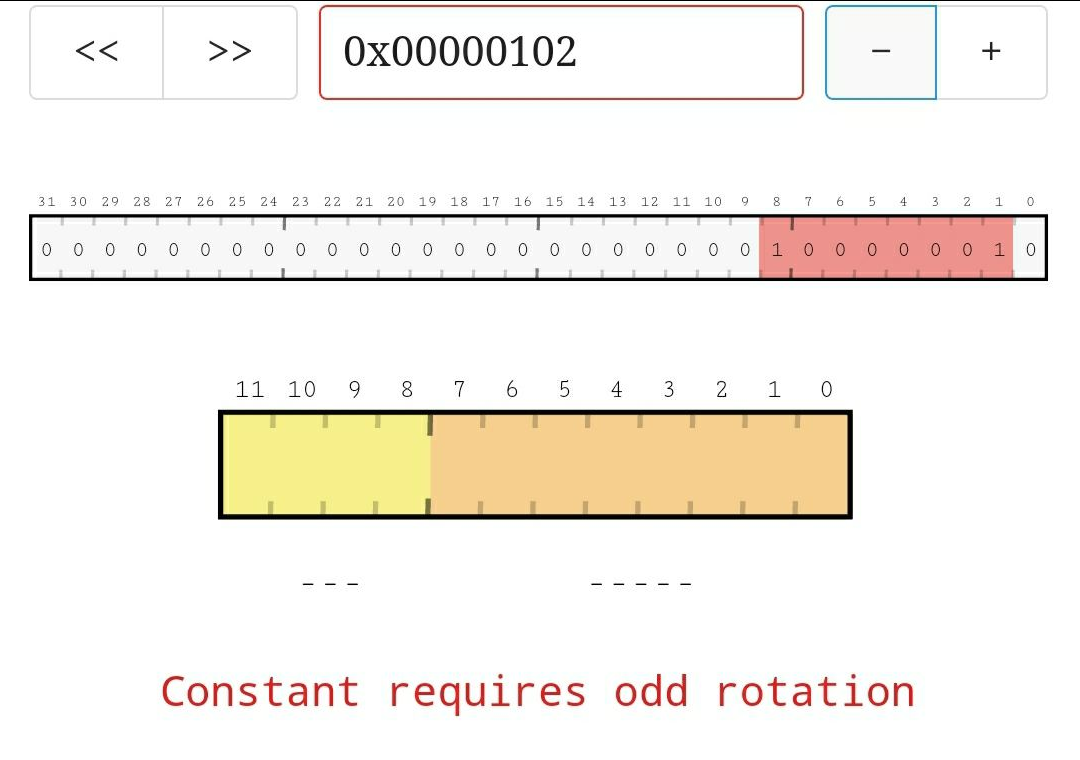 << >> 0x00000102 − +
31 30 29 28 27 26 25 24 23 22 21 20 19 18 17 16 15 14 13 12 11 10 9 8 7 6 5 4 3 2 1 0
0 0 0 0 0 0 0 0 0 0 0 0 0 0 0 0 0 0 0 0 0 0 0 1 0 0 0 0 0 0 1 0
11 10 9 8 7 6 5 4 3 2 1 0
--- -----
Constant requires odd rotation